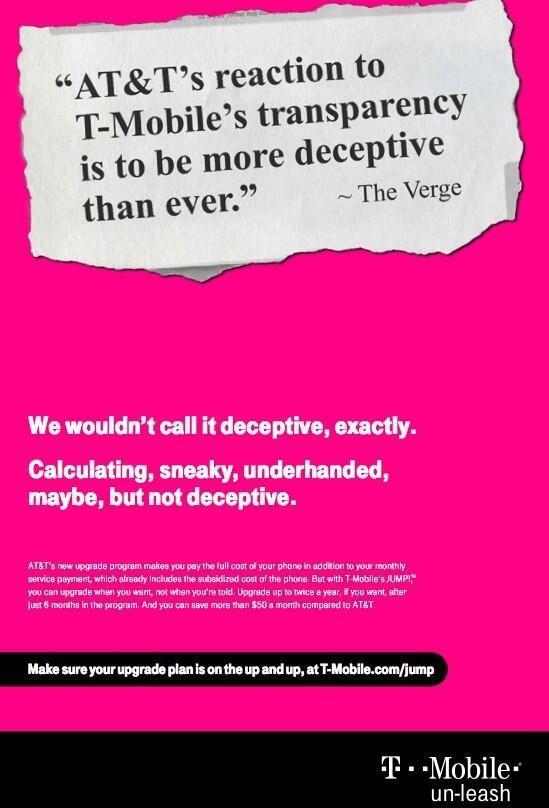 “AT&T’s reaction to
T-Mobile’s transparency
is to be more deceptive
than ever.” ~ The Verge
We wouldn’t call it deceptive, exactly.
Calculating, sneaky, underhanded,
maybe, but not deceptive.
AT&T’s new upgrade program makes you pay the full cost of your phone in addition to your monthly
service payment, which already includes the subsidized cost of the phone. But with T-Mobile’s JUMP!,℠
you can upgrade when you want, not when you’re told. Upgrade up to twice a year, if you want, after
just 6 months in the program. And you can save more than $50 a month compared to AT&T.
Make sure your upgrade plan is on the up and up, at T-Mobile.com/jump
T··Mobile·®
un-leash